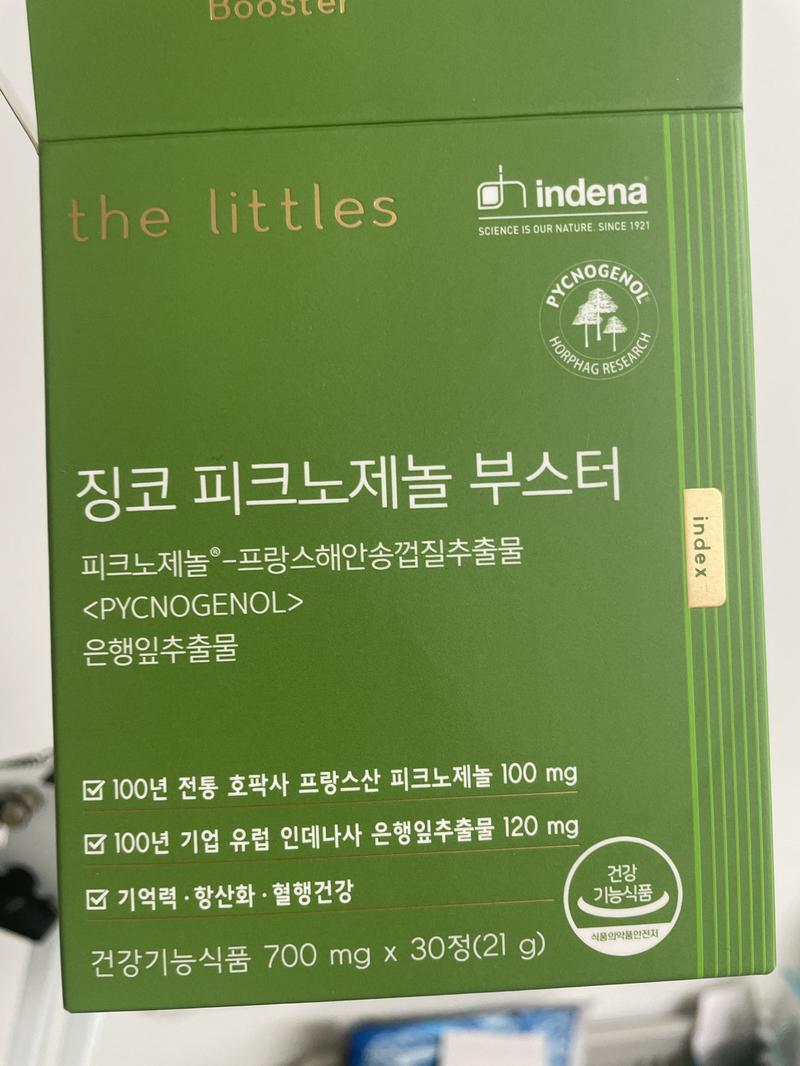 Booster
the littles
indena®
SCIENCE IS OUR NATURE. SINCE 1921
PYCNOGENOL®
HORPHAG RESEARCH
징코 피크노제놀 부스터
피크노제놀®-프랑스해안송껍질추출물
<PYCNOGENOL>
은행잎추출물
index
☑ 100년 전통 호팍사 프랑스산 피크노제놀 100 mg
☑ 100년 기업 유럽 인데나사 은행잎추출물 120 mg
☑ 기억력·항산화·혈행건강
건강
기능식품
식품의약품안전처
건강기능식품 700 mg x 30정(21 g)